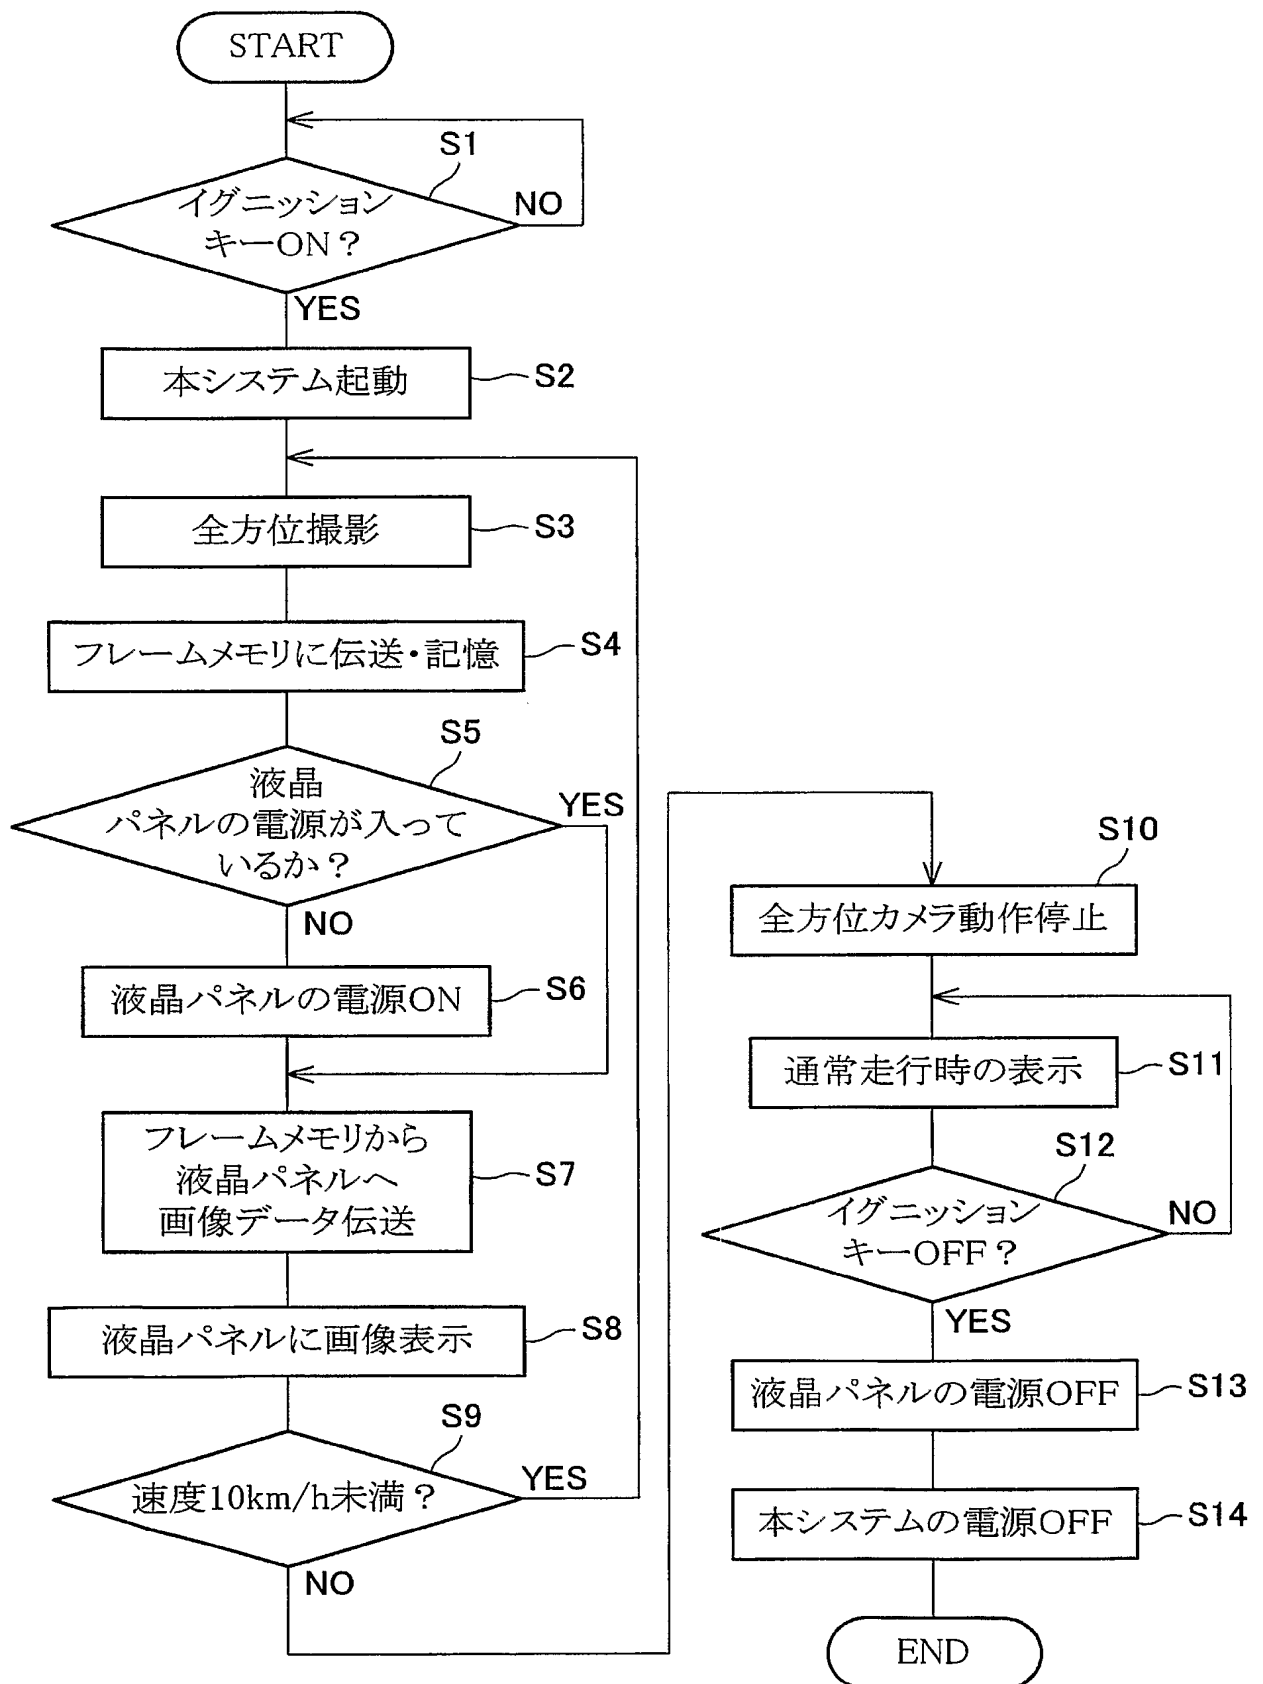 START
S1
イグニッション
キーON？
NO
YES
本システム起動
S2
全方位撮影
S3
フレームメモリに伝送・記憶
S4
S5
液晶
パネルの電源が入って
いるか？
YES
NO
液晶パネルの電源ON
S6
フレームメモリから
液晶パネルへ
画像データ伝送
S7
液晶パネルに画像表示
S8
S9
速度10km/h未満？
YES
NO
S10
全方位カメラ動作停止
通常走行時の表示
S11
S12
イグニッション
キーOFF？
NO
YES
液晶パネルの電源OFF
S13
本システムの電源OFF
S14
END